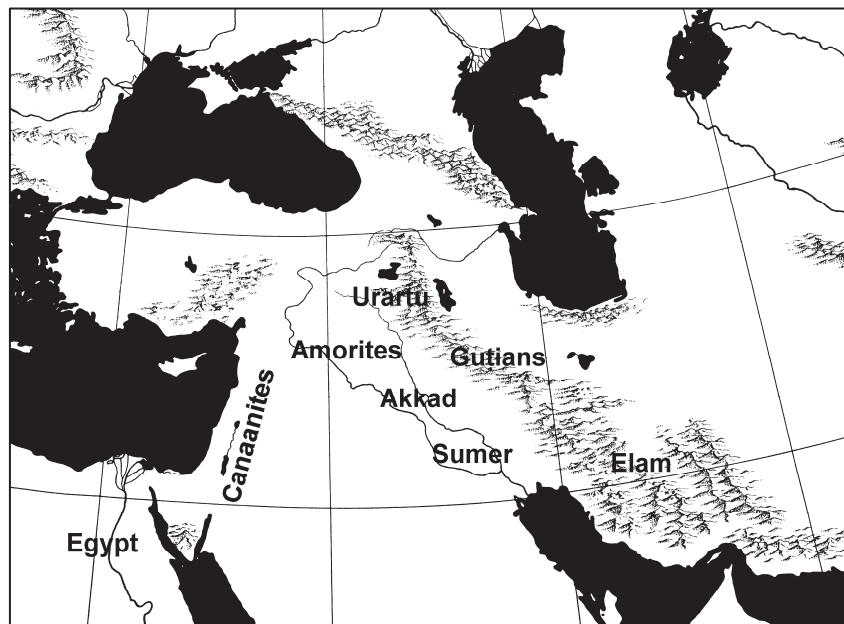 Urartu
Amorites
Gutians
Akkad
Canaanites
Sumer
Elam
Egypt